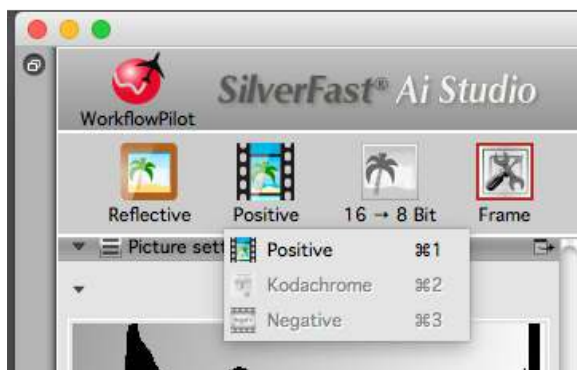 SilverFast® Ai Studio
WorkflowPilot
Reflective Positive 16 → 8 Bit Frame
Picture sett
Positive ⌘1
Kodachrome ⌘2
Negative ⌘3